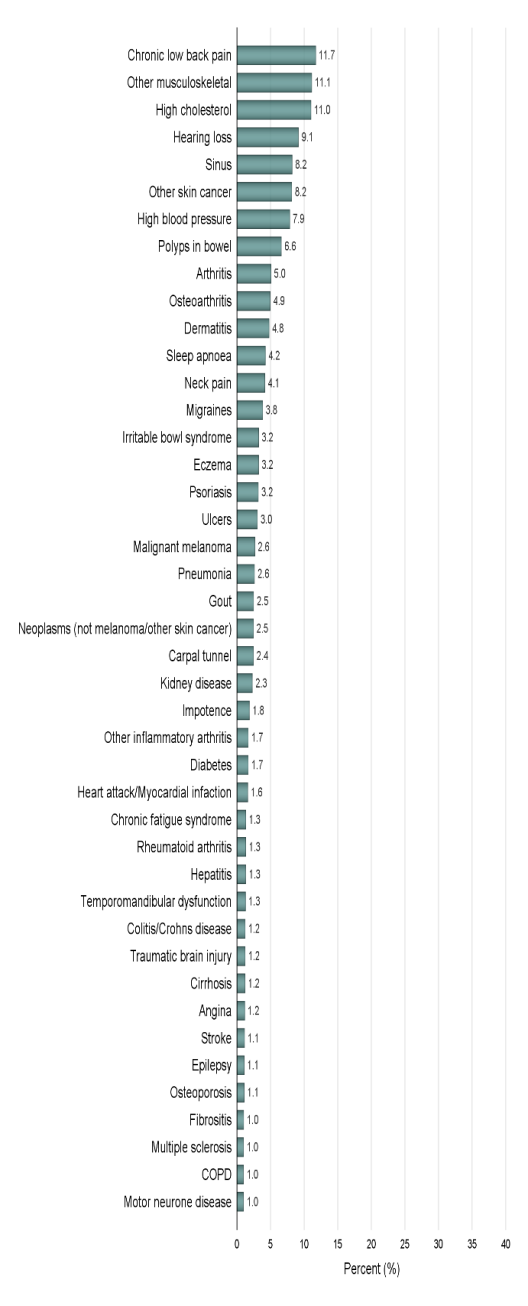 Chronic low back pain 11.7
Other musculoskeletal 11.1
High cholesterol 11.0
Hearing loss 9.1
Sinus 8.2
Other skin cancer 8.2
High blood pressure 7.9
Polyps in bowel 6.6
Arthritis 5.0
Osteoarthritis 4.9
Dermatitis 4.8
Sleep apnoea 4.2
Neck pain 4.1
Migraines 3.8
Irritable bowl syndrome 3.2
Eczema 3.2
Psoriasis 3.2
Ulcers 3.0
Malignant melanoma 2.6
Pneumonia 2.6
Gout 2.5
Neoplasms (not melanoma/other skin cancer) 2.5
Carpal tunnel 2.4
Kidney disease 2.3
Impotence 1.8
Other inflammatory arthritis 1.7
Diabetes 1.7
Heart attack/Myocardial infaction 1.6
Chronic fatigue syndrome 1.3
Rheumatoid arthritis 1.3
Hepatitis 1.3
Temporomandibular dysfunction 1.3
Colitis/Crohns disease 1.2
Traumatic brain injury 1.2
Cirrhosis 1.2
Angina 1.2
Stroke 1.1
Epilepsy 1.1
Osteoporosis 1.1
Fibrositis 1.0
Multiple sclerosis 1.0
COPD 1.0
Motor neurone disease 1.0
0 5 10 15 20 25 30 35 40
Percent (%)